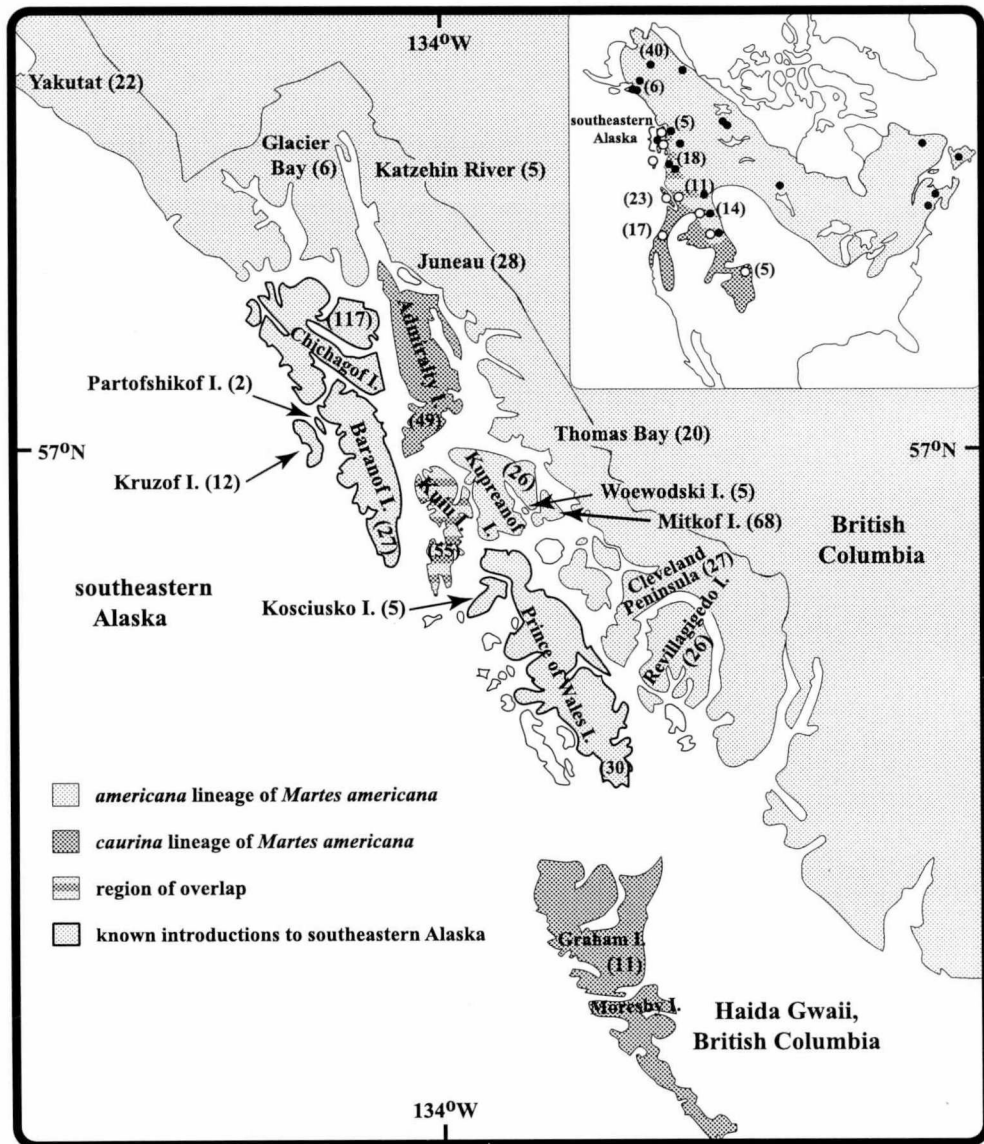 134°W
Yakutat (22)
Glacier
Bay (6)
Katzehin River (5)
Juneau (28)
(117)
Chichagof I.
Admiralty I.
(49)
Partofshikof I. (2)
57°N
Kruzof I. (12)
Baranof I.
(27)
Thomas Bay (20)
57°N
Kupreanof
I.
(26)
Kuiu I.
(55)
Woewodski I. (5)
Mitkof I. (68)
British
Columbia
southeastern
Alaska
Kosciusko I. (5)
Cleveland
Peninsula (27)
Revillagigedo I.
(26)
Prince of Wales I.
(30)
americana lineage of Martes americana
caurina lineage of Martes americana
region of overlap
known introductions to southeastern Alaska
Graham I.
(11)
Moresby I.
Haida Gwaii,
British Columbia
134°W
(40)
(6)
southeastern
Alaska
(5)
(18)
(11)
(23)
(14)
(17)
(5)